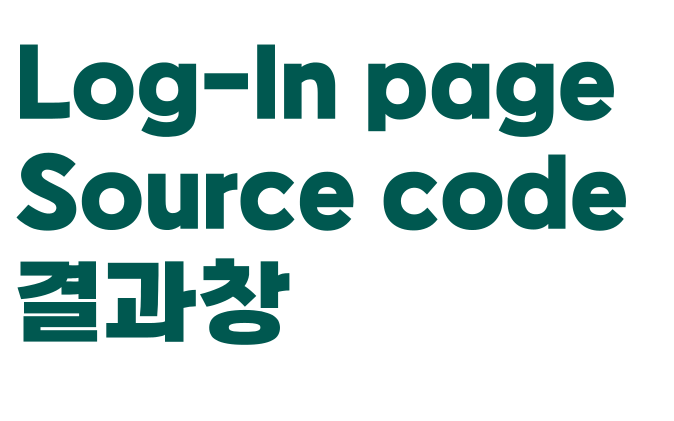 Log-In page
Source code
결과창